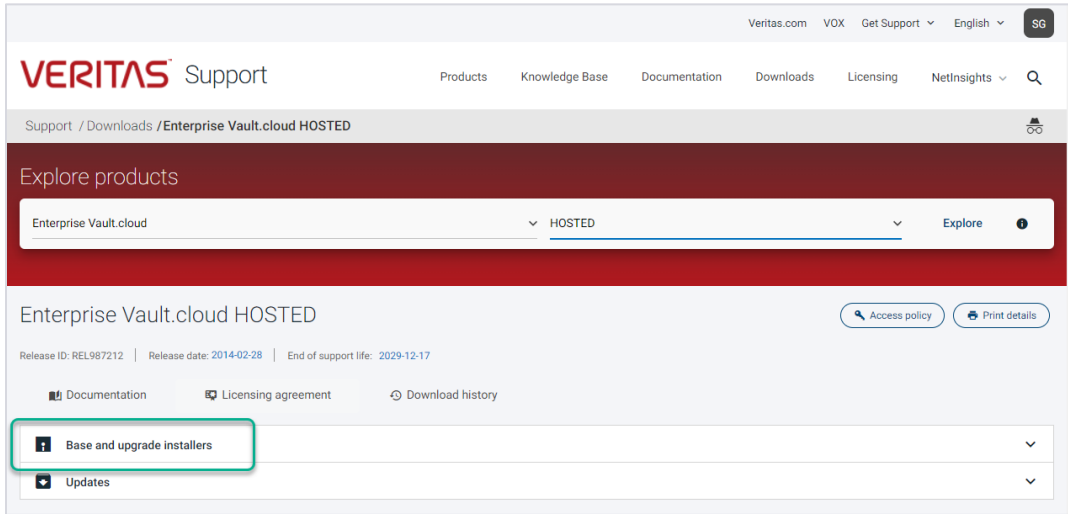 Veritas.com VOX Get Support English SG
VERITAS™ Support
Products Knowledge Base Documentation Downloads Licensing NetInsights
Support / Downloads / Enterprise Vault.cloud HOSTED
Explore products
Enterprise Vault.cloud HOSTED Explore
Enterprise Vault.cloud HOSTED
Access policy Print details
Release ID: REL987212 | Release date: 2014-02-28 | End of support life: 2029-12-17
Documentation Licensing agreement Download history
Base and upgrade installers
Updates